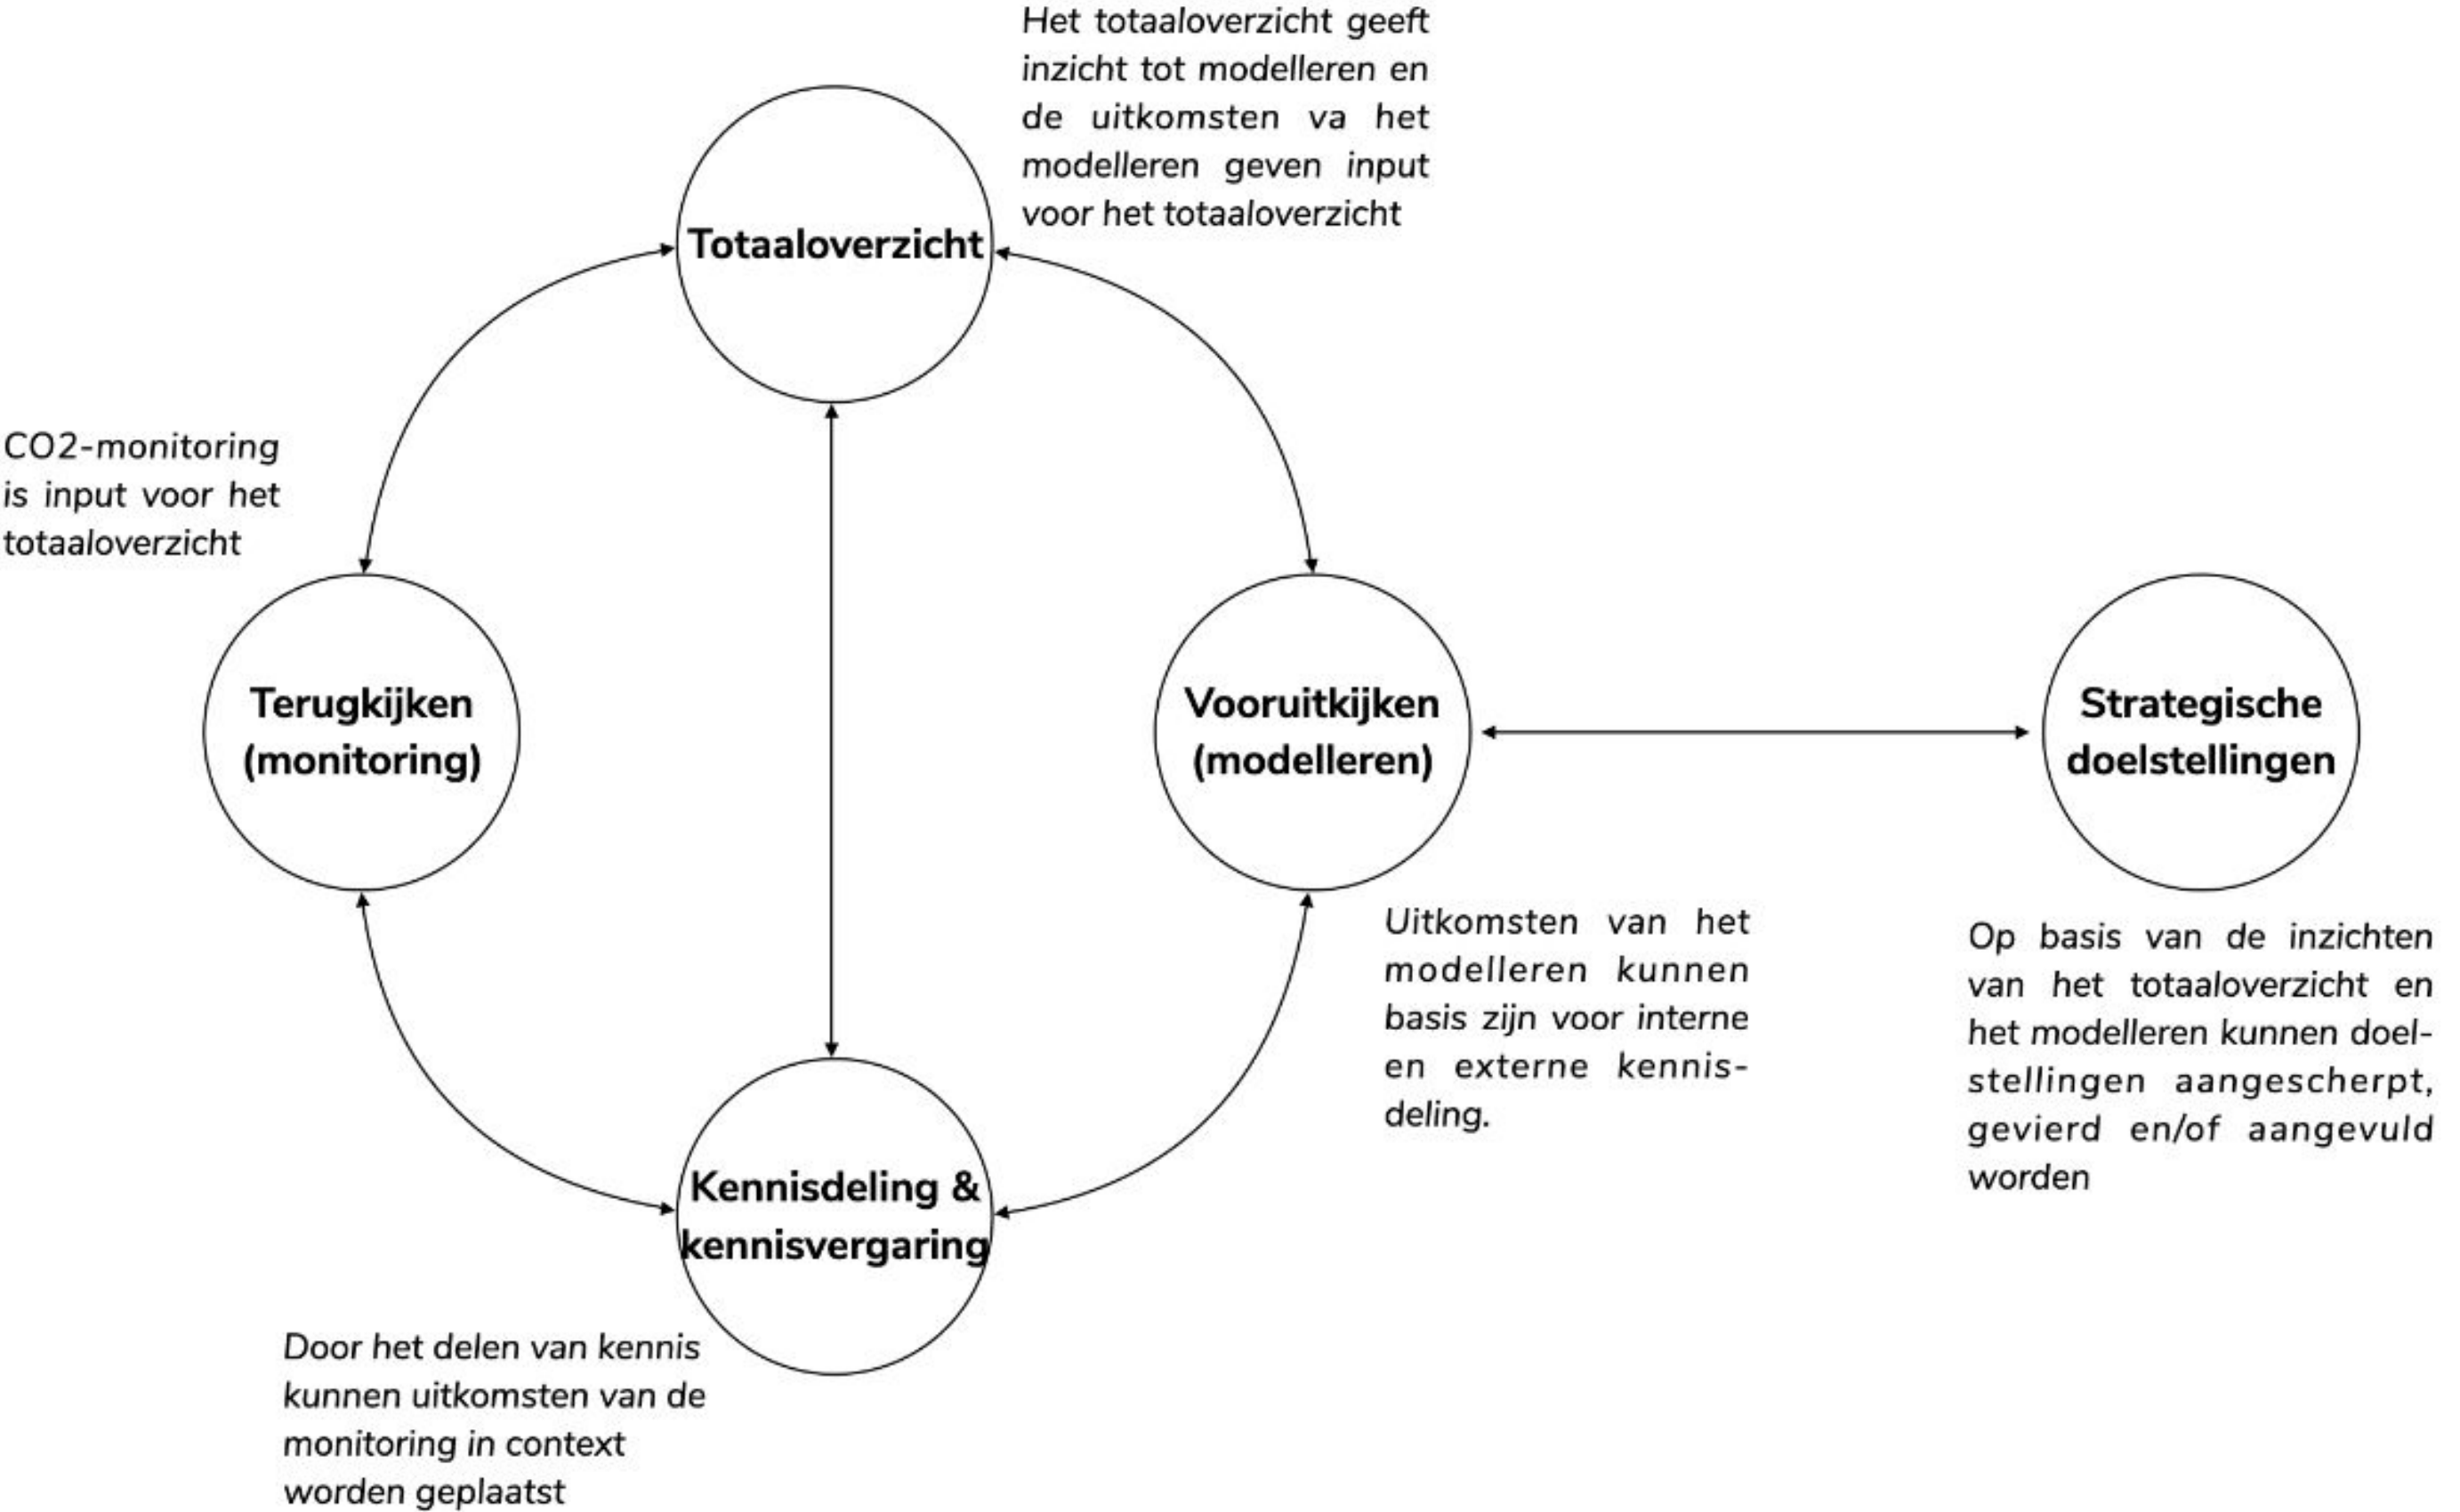 Het totaaloverzicht geeft
inzicht tot modelleren en
de uitkomsten va het
modelleren geven input
voor het totaaloverzicht
Totaaloverzicht
CO2-monitoring
is input voor het
totaaloverzicht
Terugkijken
(monitoring)
Vooruitkijken
(modelleren)
Strategische
doelstellingen
Uitkomsten van het
modelleren kunnen
basis zijn voor interne
en externe kennis-
deling.
Op basis van de inzichten
van het totaaloverzicht en
het modelleren kunnen doel-
stellingen aangescherpt,
gevierd en/of aangevuld
worden
Kennisdeling &
kennisvergaring
Door het delen van kennis
kunnen uitkomsten van de
monitoring in context
worden geplaatst